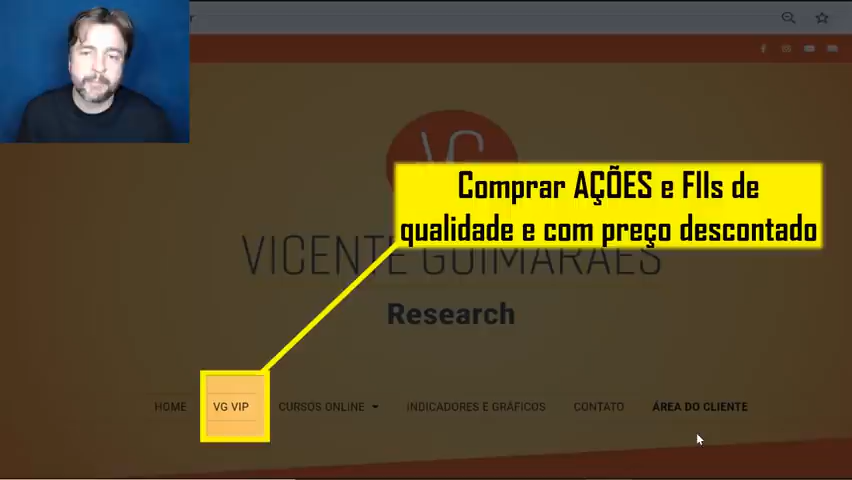 VG
Comprar AÇÕES e FIIs de
qualidade e com preço descontado
VICENTE GUIMARÃES
Research
HOME VG VIP CURSOS ONLINE INDICADORES E GRÁFICOS CONTATO ÁREA DO CLIENTE